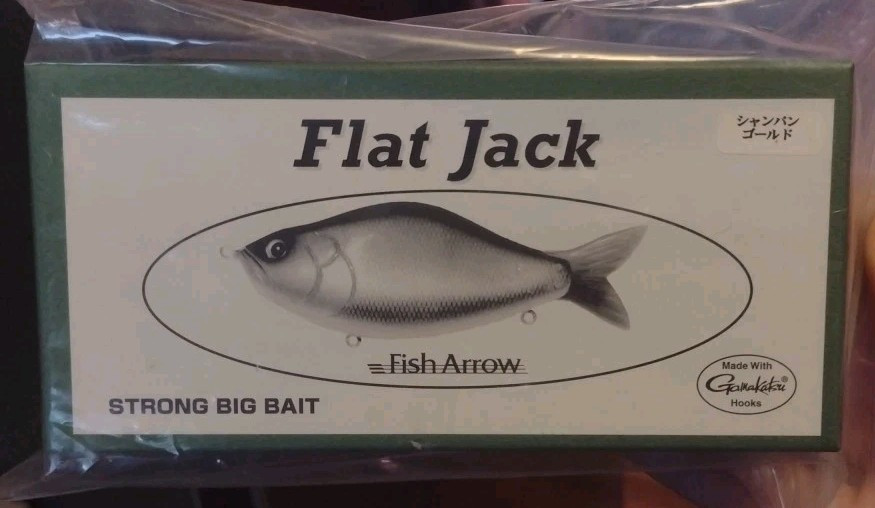 Flat Jack
シャンパン
ゴールド
Fish Arrow
STRONG BIG BAIT
Made With
Gamakatsu®
Hooks